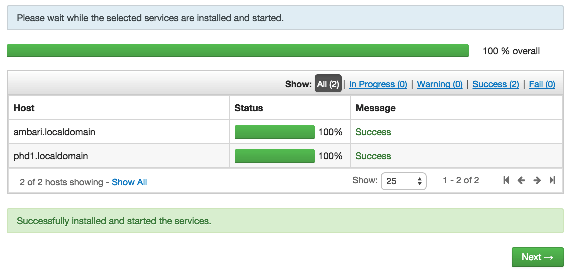 Please wait while the selected services are installed and started.
100 % overall
Show: All (2) | In Progress (0) | Warning (0) | Success (2) | Fail (0)
Host Status Message
ambari.localdomain 100% Success
phd1.localdomain 100% Success
2 of 2 hosts showing - Show All Show: 25 1 - 2 of 2
Successfully installed and started the services.
Next →